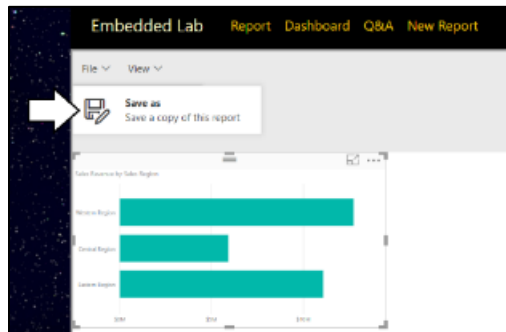 Embedded Lab Report Dashboard Q&A New Report
File View
Save as
Save a copy of this report
Sales Revenue by Sales Region
Western Region
Central Region
Eastern Region